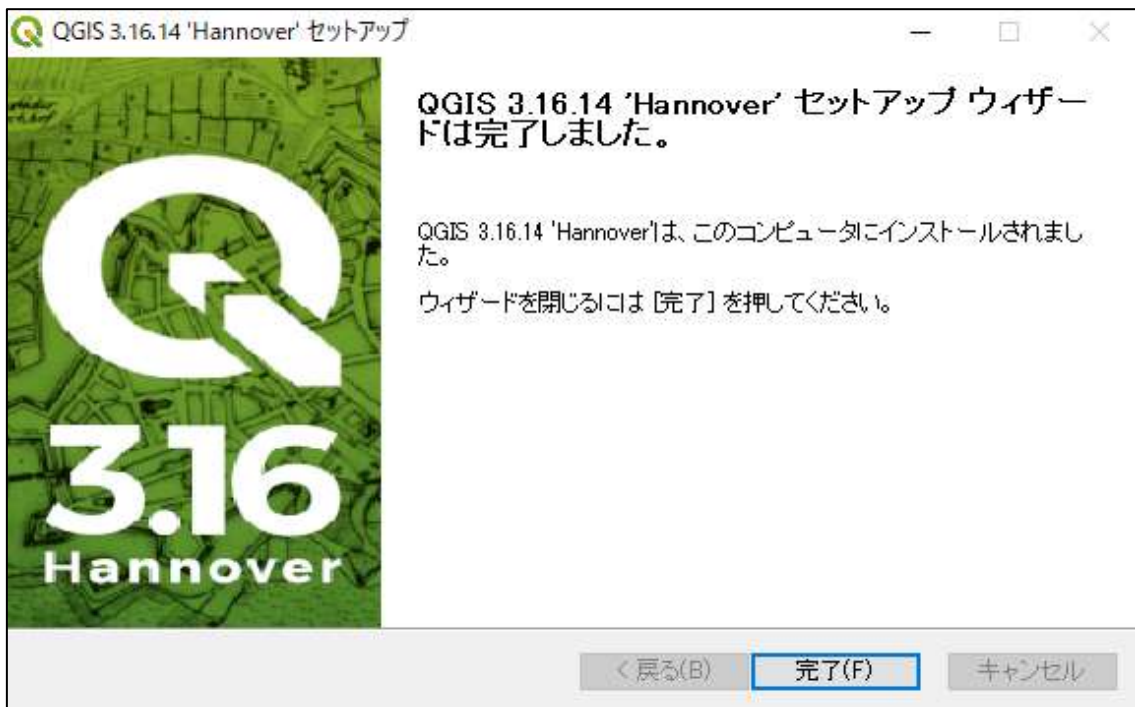 QGIS 3.16.14 'Hannover' セットアップ
QGIS 3.16.14 'Hannover' セットアップ ウィザー
ドは完了しました。
QGIS 3.16.14 'Hannover'は、このコンピュータにインストールされまし
た。
ウィザードを閉じるには [完了] を押してください。
3.16
Hannover
< 戻る(B)
完了(F)
キャンセル